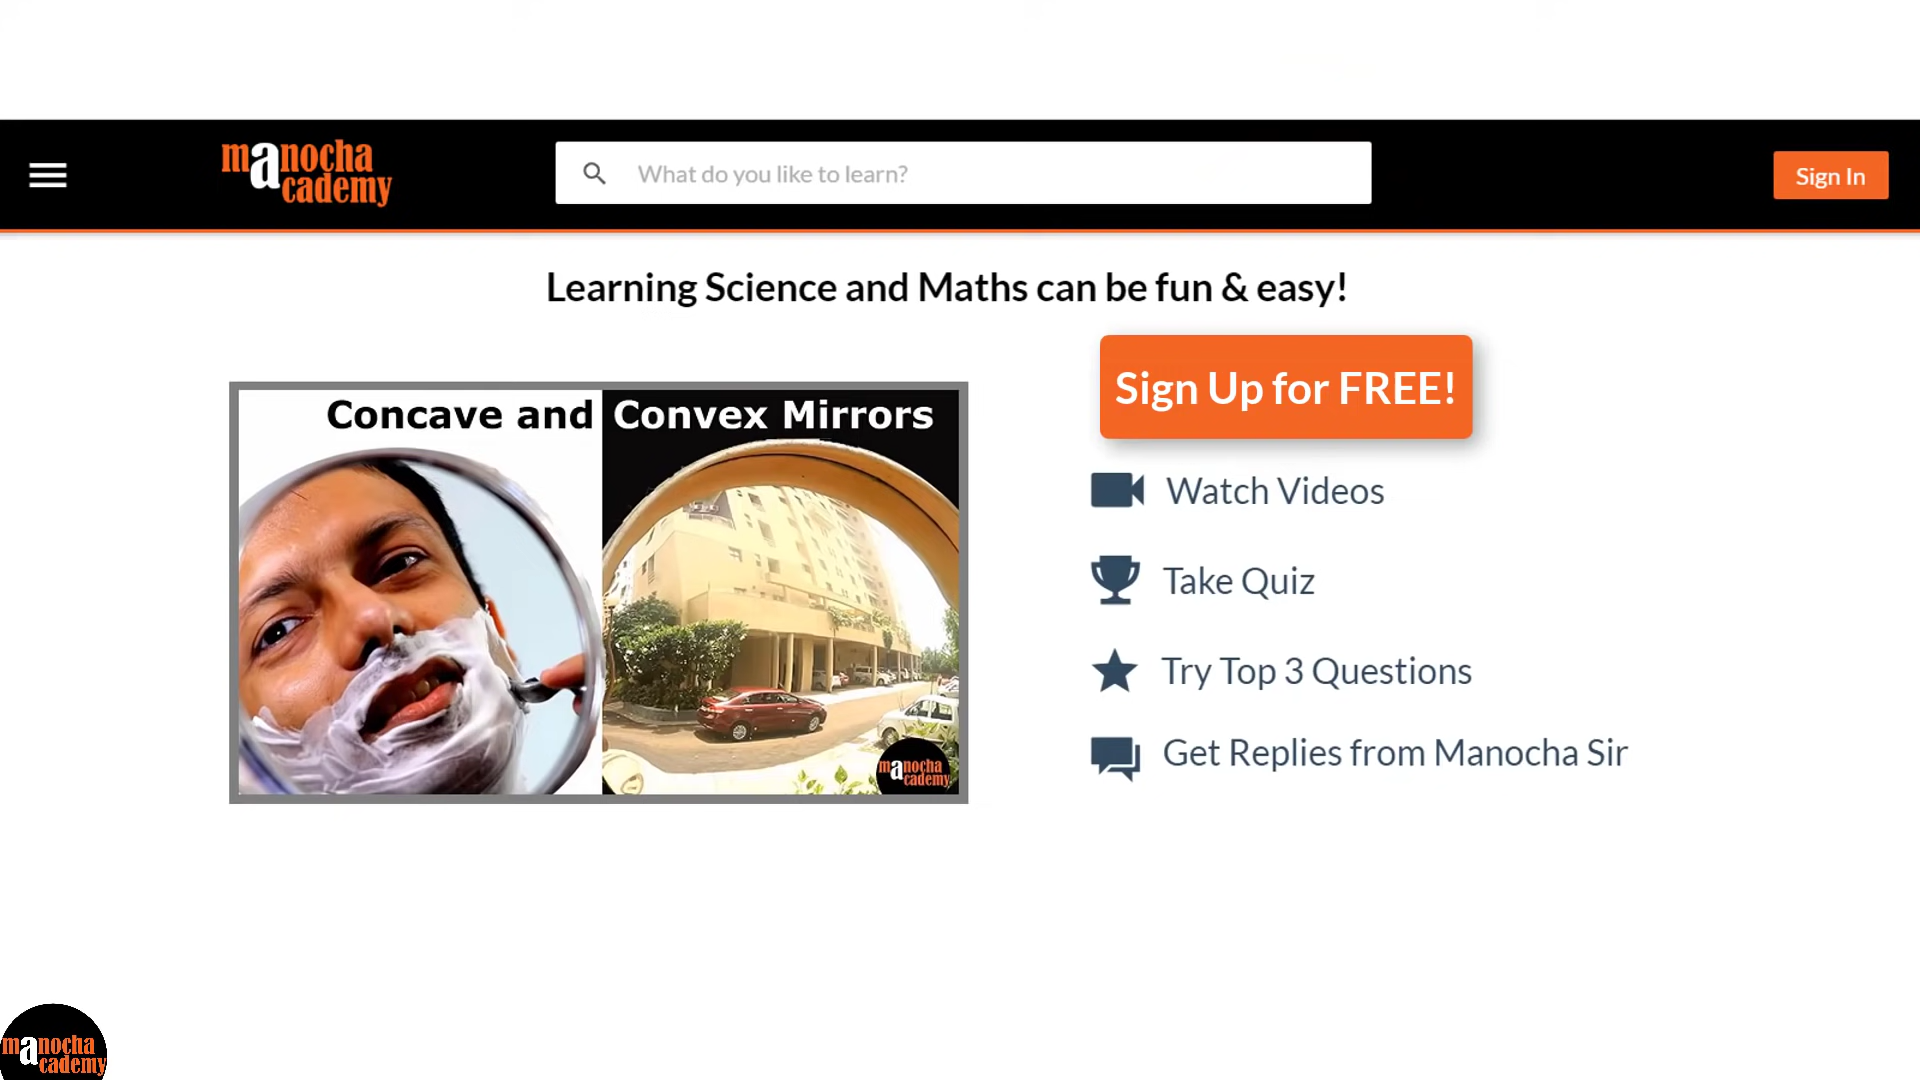 manocha
academy
What do you like to learn?
Sign In
Learning Science and Maths can be fun & easy!
Concave and Convex Mirrors
manocha
academy
Sign Up for FREE!
Watch Videos
Take Quiz
Try Top 3 Questions
Get Replies from Manocha Sir
manocha
academy